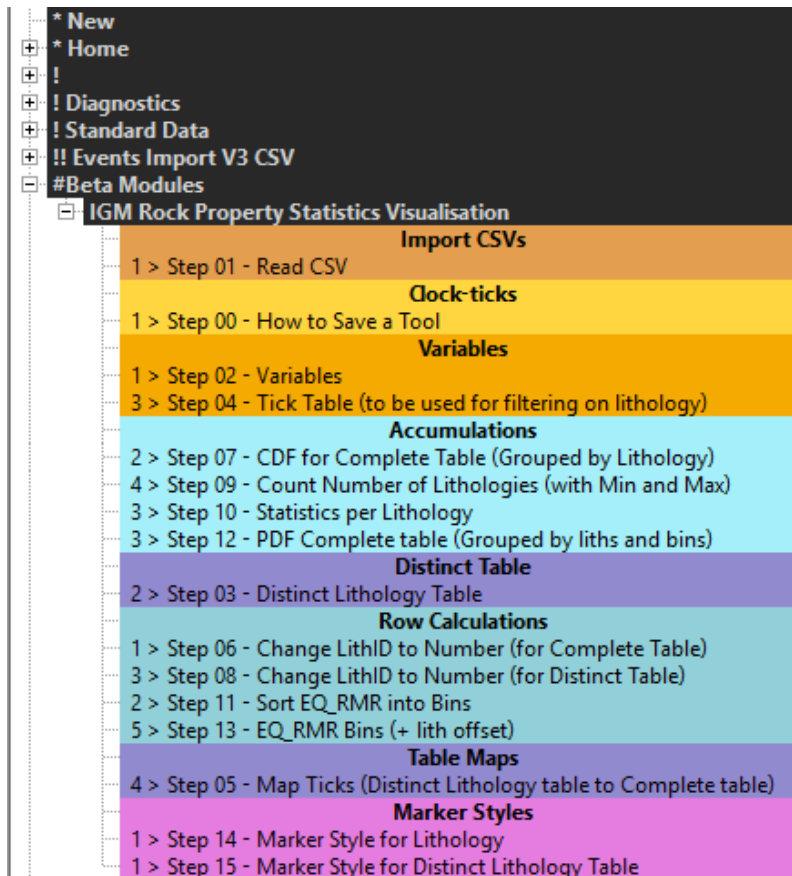 * New
* Home
!
! Diagnostics
! Standard Data
!! Events Import V3 CSV
#Beta Modules
IGM Rock Property Statistics Visualisation
Import CSVs
1 > Step 01 - Read CSV
Clock-ticks
1 > Step 00 - How to Save a Tool
Variables
1 > Step 02 - Variables
3 > Step 04 - Tick Table (to be used for filtering on lithology)
Accumulations
2 > Step 07 - CDF for Complete Table (Grouped by Lithology)
4 > Step 09 - Count Number of Lithologies (with Min and Max)
3 > Step 10 - Statistics per Lithology
3 > Step 12 - PDF Complete table (Grouped by liths and bins)
Distinct Table
2 > Step 03 - Distinct Lithology Table
Row Calculations
1 > Step 06 - Change LithID to Number (for Complete Table)
3 > Step 08 - Change LithID to Number (for Distinct Table)
2 > Step 11 - Sort EQ_RMR into Bins
5 > Step 13 - EQ_RMR Bins (+ lith offset)
Table Maps
4 > Step 05 - Map Ticks (Distinct Lithology table to Complete table)
Marker Styles
1 > Step 14 - Marker Style for Lithology
1 > Step 15 - Marker Style for Distinct Lithology Table